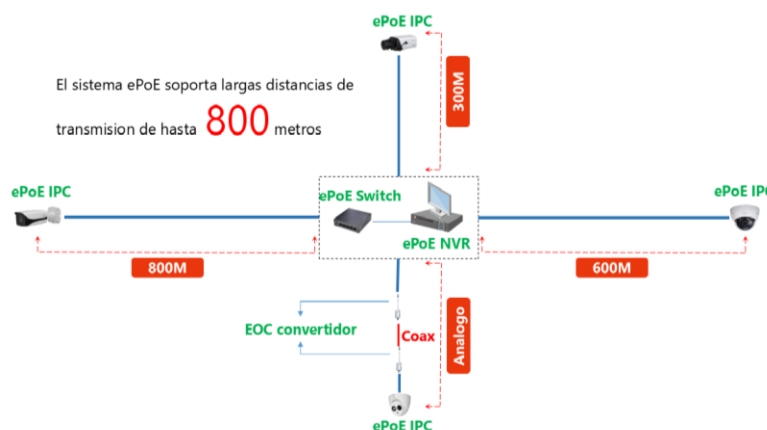 ePoE IPC
El sistema ePoE soporta largas distancias de
transmision de hasta 800 metros
300M
ePoE IPC
ePoE Switch
ePoE NVR
ePoE IPC
800M
600M
EOC convertidor
Coax
Analogo
ePoE IPC